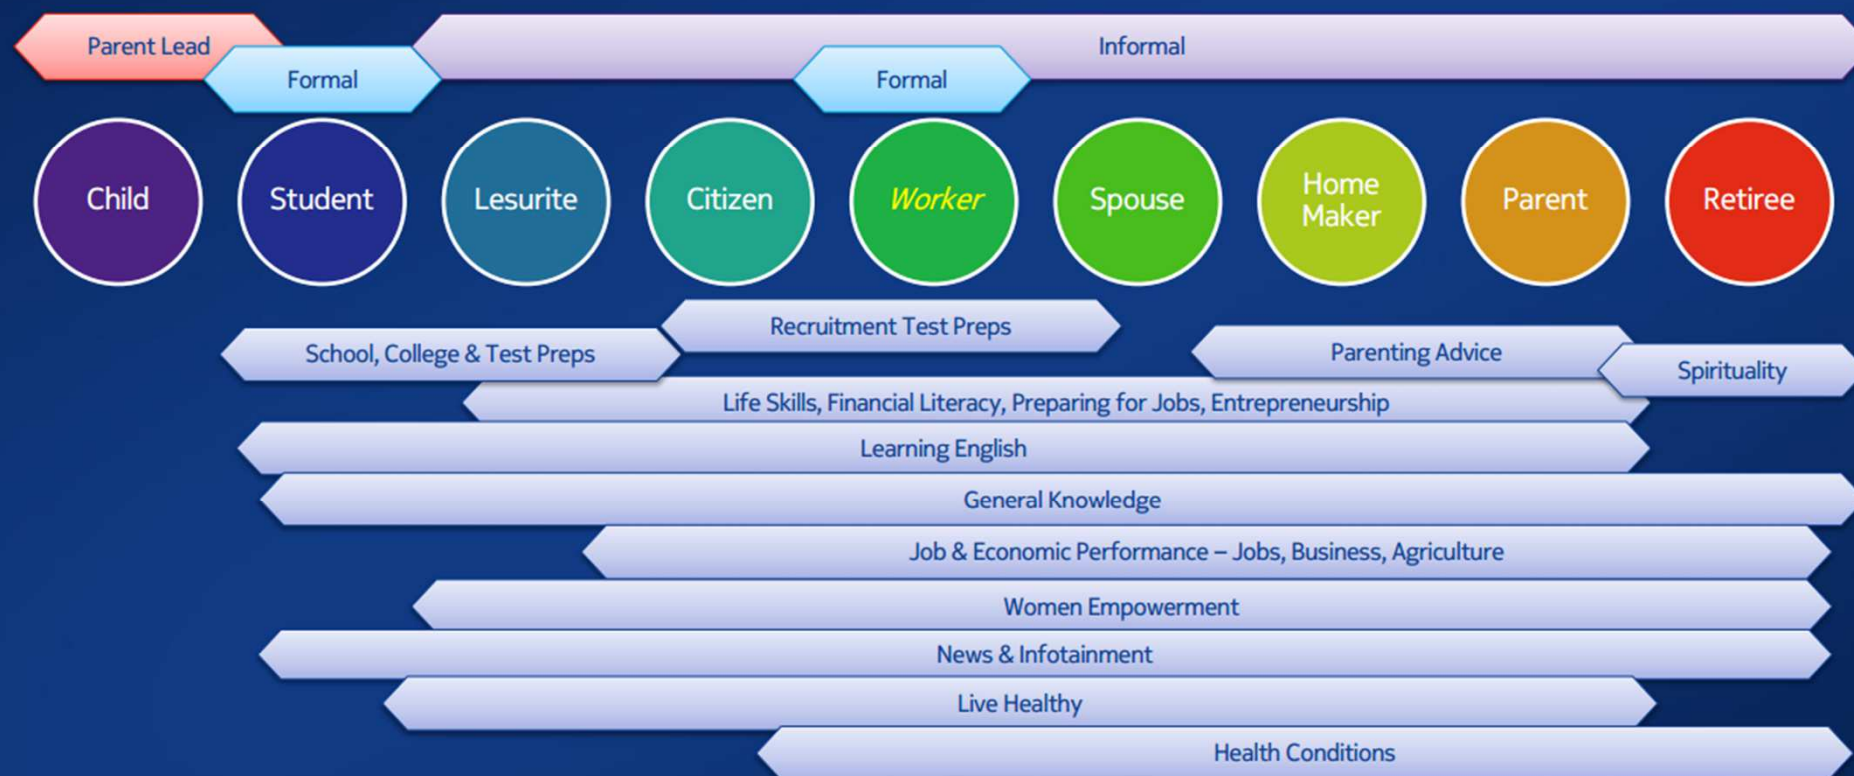 Parent Lead
Informal
Formal
Formal
Child
Student
Lesurite
Citizen
Worker
Spouse
Home
Maker
Parent
Retiree
Recruitment Test Preps
School, College & Test Preps
Parenting Advice
Spirituality
Life Skills, Financial Literacy, Preparing for Jobs, Entrepreneurship
Learning English
General Knowledge
Job & Economic Performance – Jobs, Business, Agriculture
Women Empowerment
News & Infotainment
Live Healthy
Health Conditions